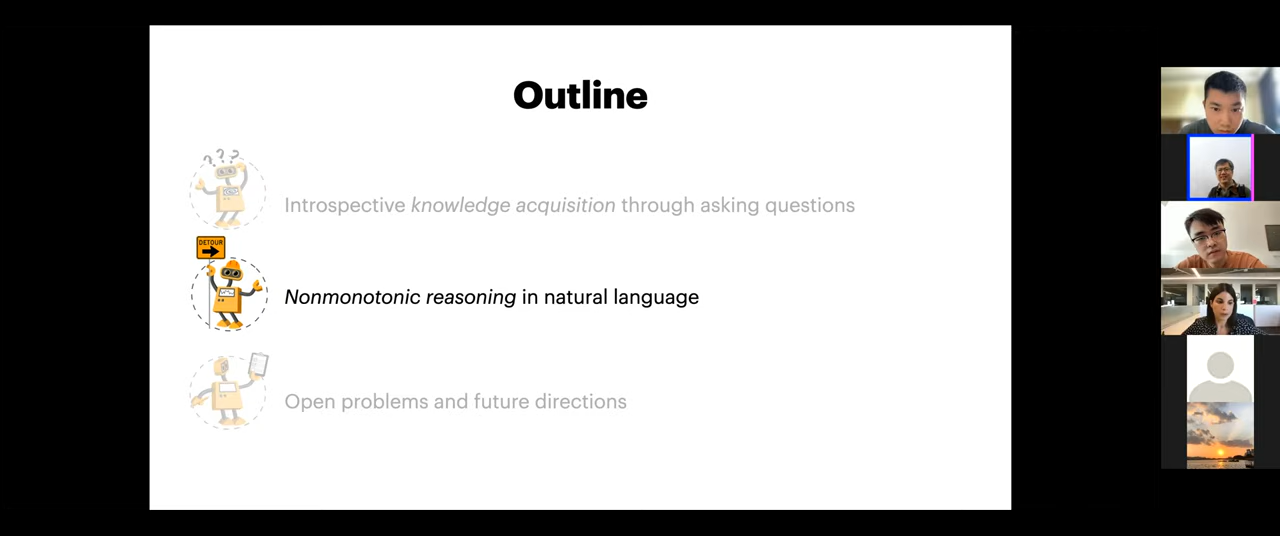 Outline
? ? ?
Introspective knowledge acquisition through asking questions
DETOUR
Nonmonotonic reasoning in natural language
Open problems and future directions